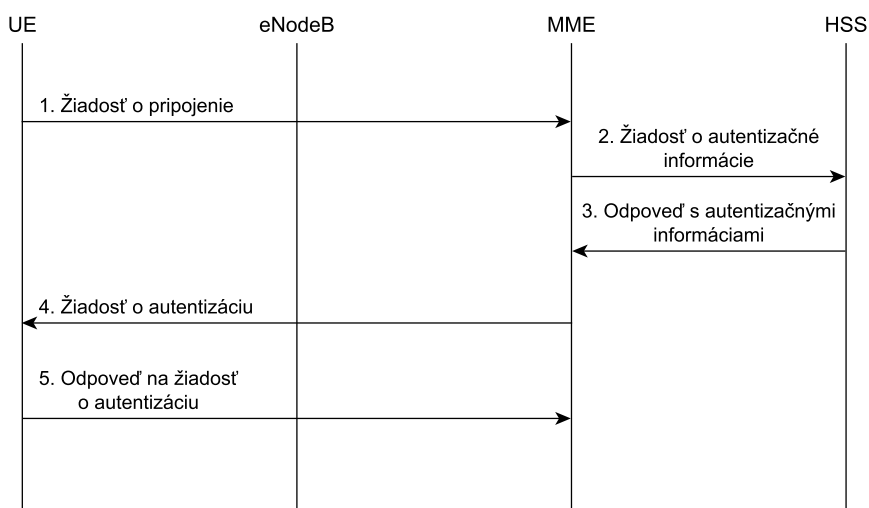 UE
eNodeB
MME
HSS
1. Žiadosť o pripojenie
2. Žiadosť o autentizačné
informácie
3. Odpoveď s autentizačnými
informáciami
4. Žiadosť o autentizáciu
5. Odpoveď na žiadosť
o autentizáciu